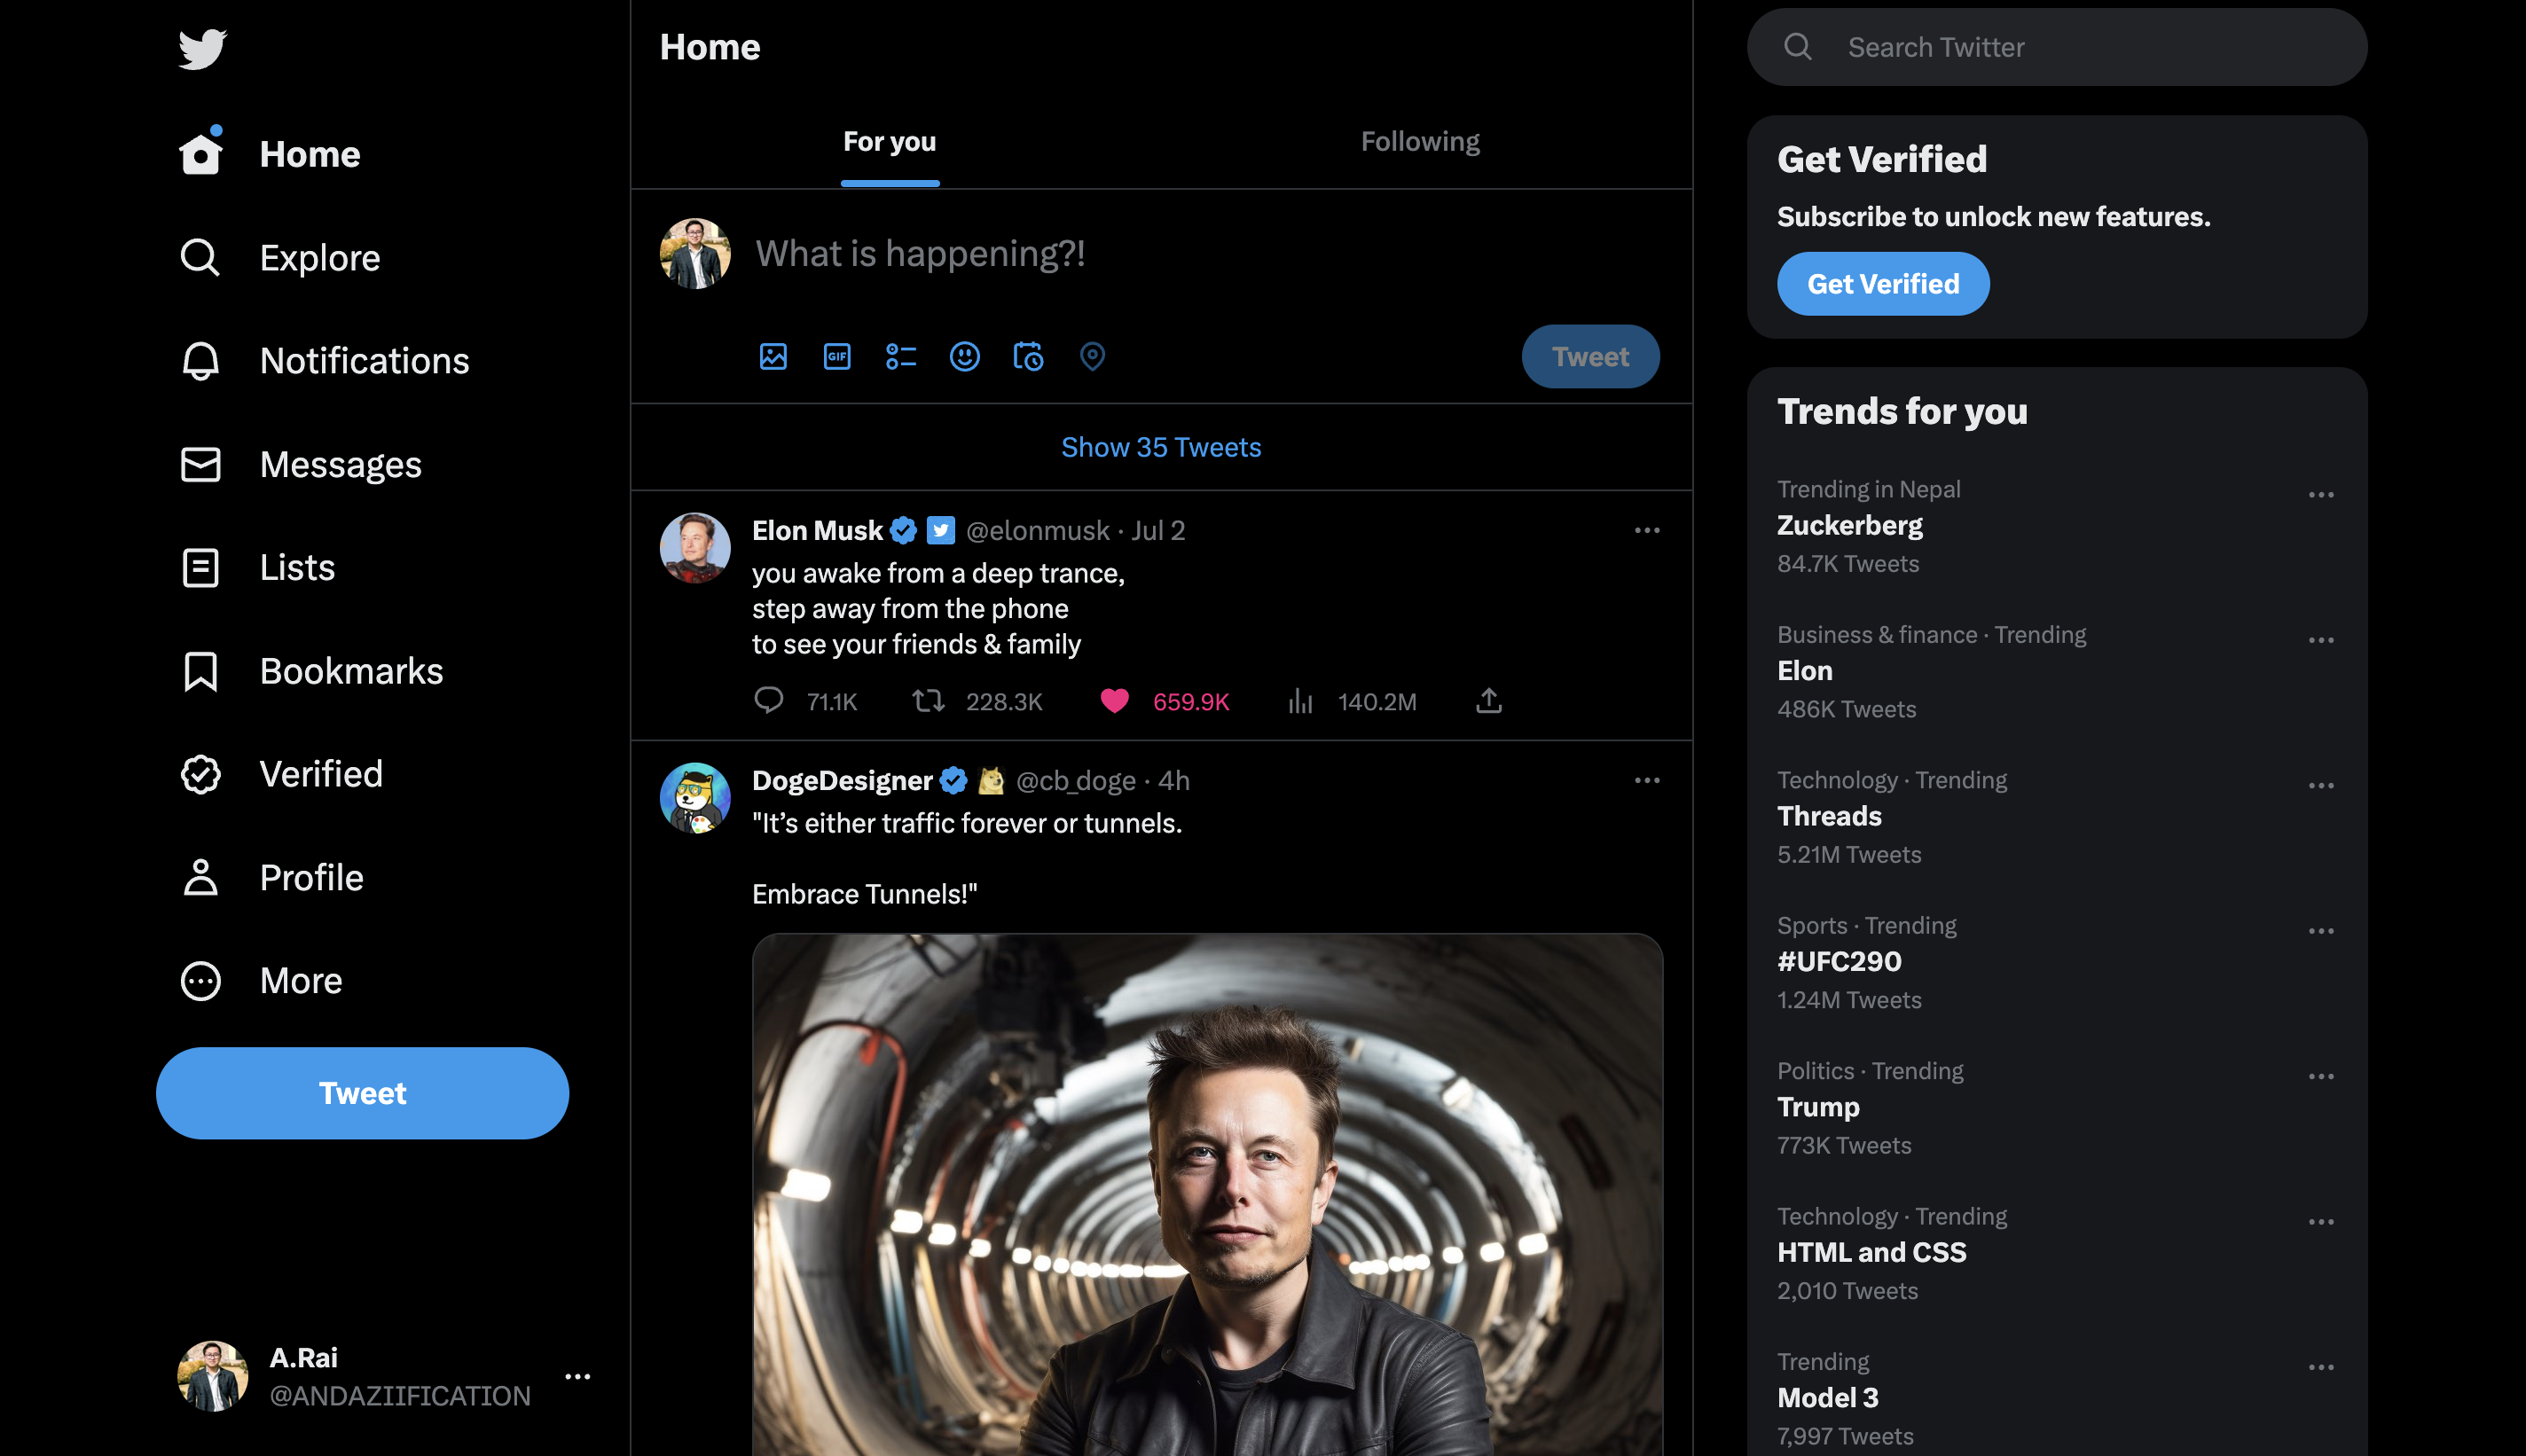 Home
Explore
Notifications
Messages
Lists
Bookmarks
Verified
Profile
More
Tweet
A.Rai
@ANDAZIIFICATION
Home
For you
Following
What is happening?!
GIF
Tweet
Show 35 Tweets
Elon Musk @elonmusk · Jul 2
you awake from a deep trance,
step away from the phone
to see your friends & family
71.1K 228.3K 659.9K 140.2M
DogeDesigner @cb_doge · 4h
"It’s either traffic forever or tunnels.
Embrace Tunnels!"
Search Twitter
Get Verified
Subscribe to unlock new features.
Get Verified
Trends for you
Trending in Nepal
Zuckerberg
84.7K Tweets
Business & finance · Trending
Elon
486K Tweets
Technology · Trending
Threads
5.21M Tweets
Sports · Trending
#UFC290
1.24M Tweets
Politics · Trending
Trump
773K Tweets
Technology · Trending
HTML and CSS
2,010 Tweets
Trending
Model 3
7,997 Tweets